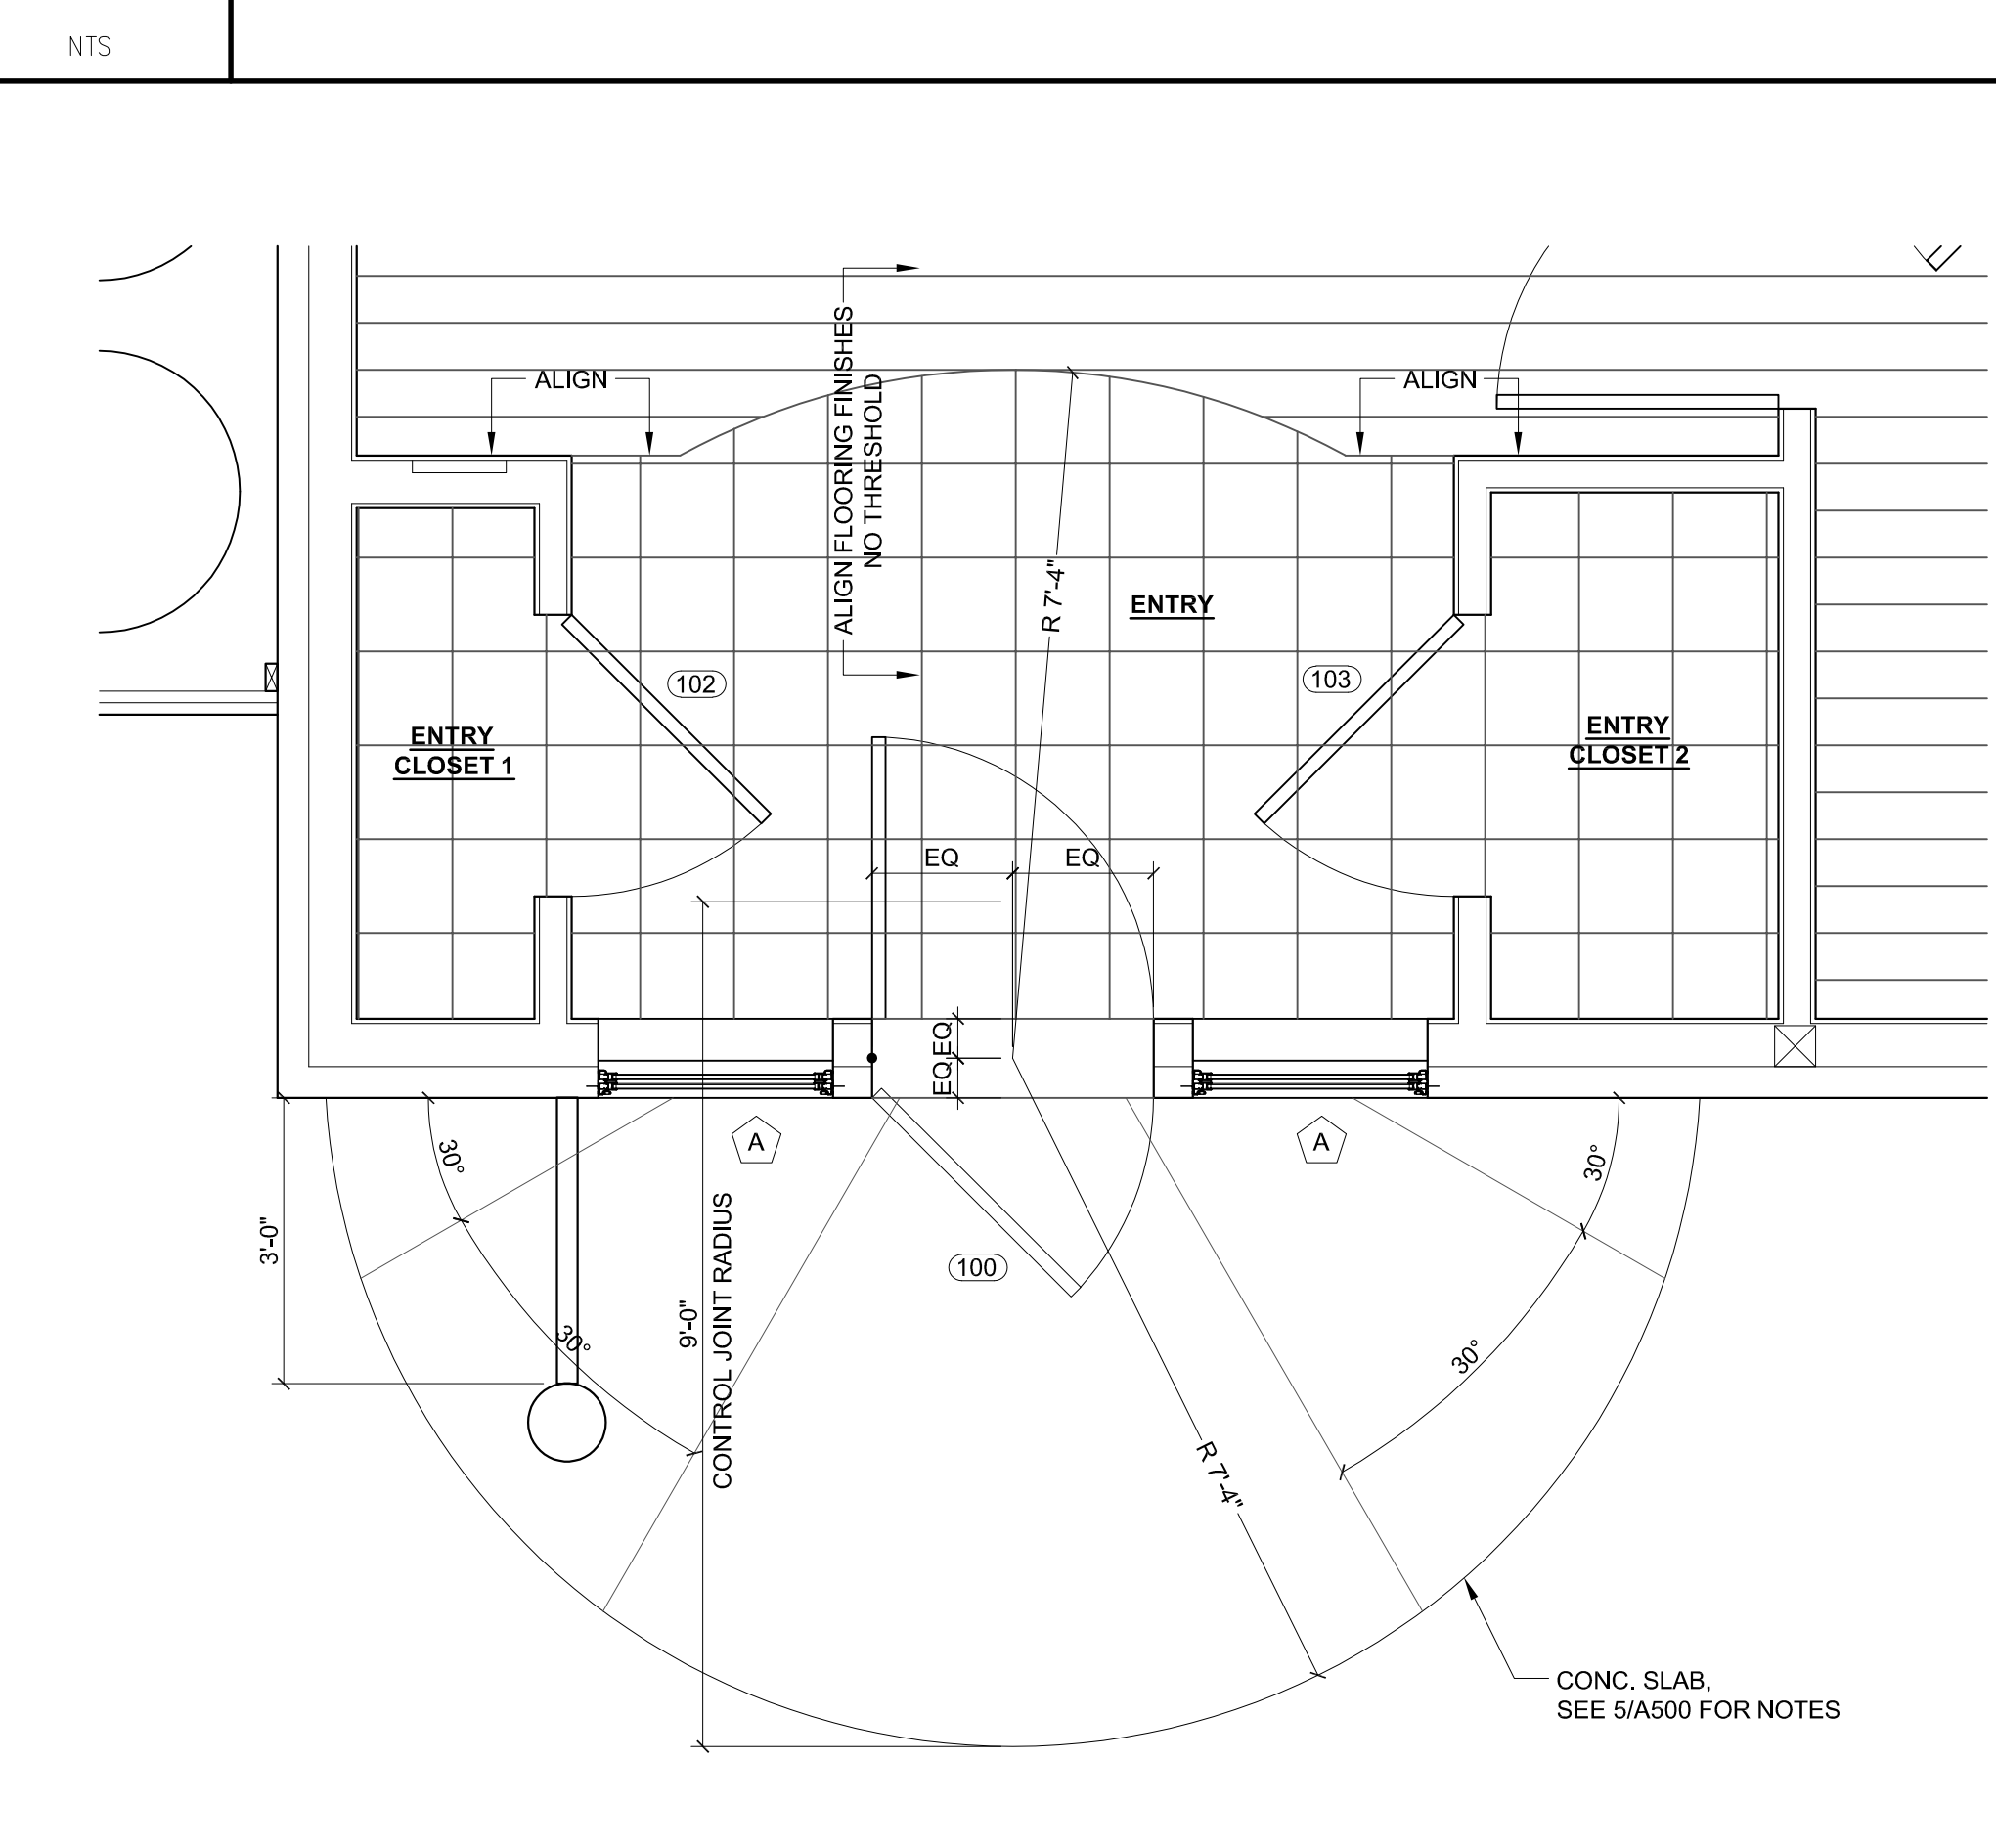 NTS
ALIGN
ALIGN
ALIGN FLOORING FINISHES
NO THRESHOLD
R 7'-4"
ENTRY
102
103
ENTRY
CLOSET 1
ENTRY
CLOSET 2
EQ
EQ
EQ
EQ
A
A
30°
30°
3'-0"
100
9'-0"
CONTROL JOINT RADIUS
30°
30°
R 7'-4"
CONC. SLAB,
SEE 5/A500 FOR NOTES